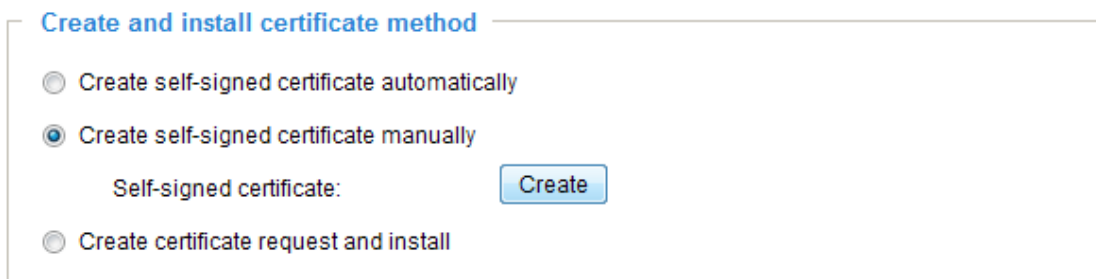 Create and install certificate method
Create self-signed certificate automatically
Create self-signed certificate manually
Self-signed certificate: Create
Create certificate request and install